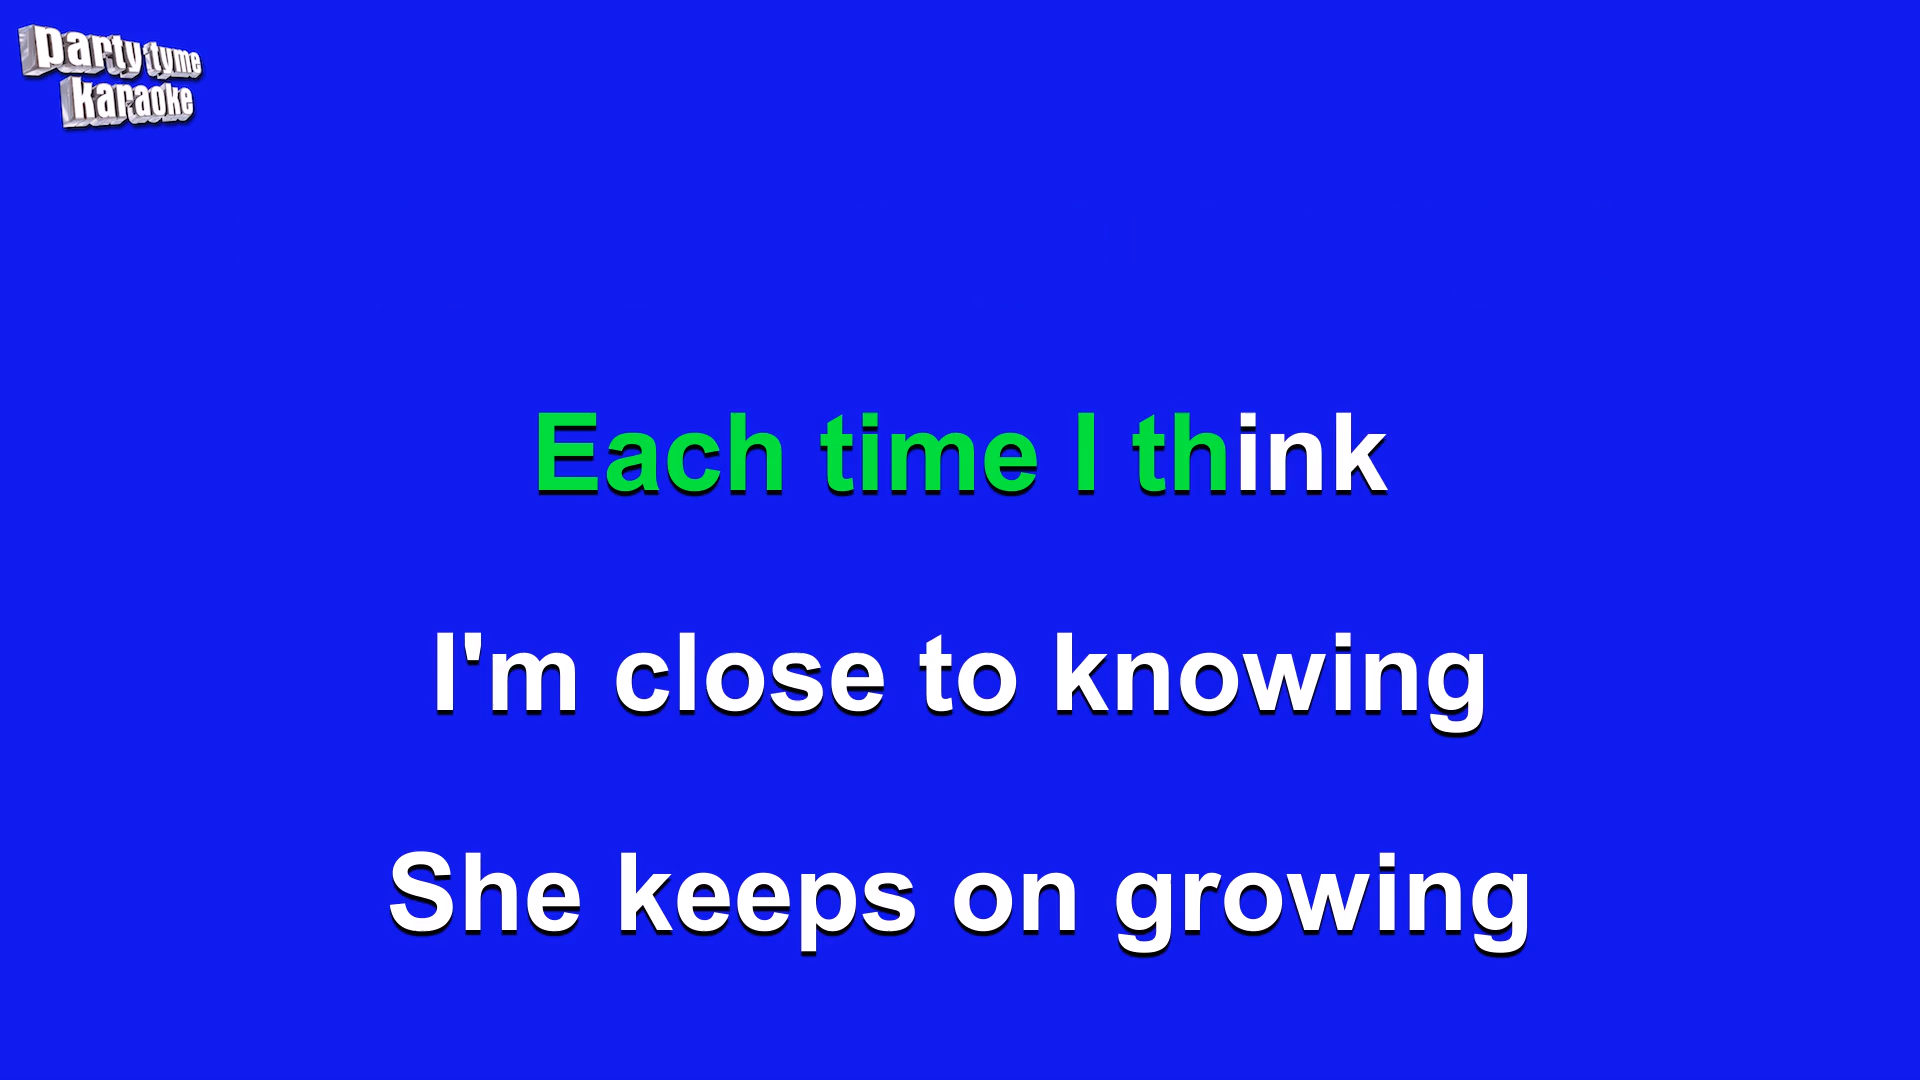 party tyme
karaoke
Each time I think
I'm close to knowing
She keeps on growing